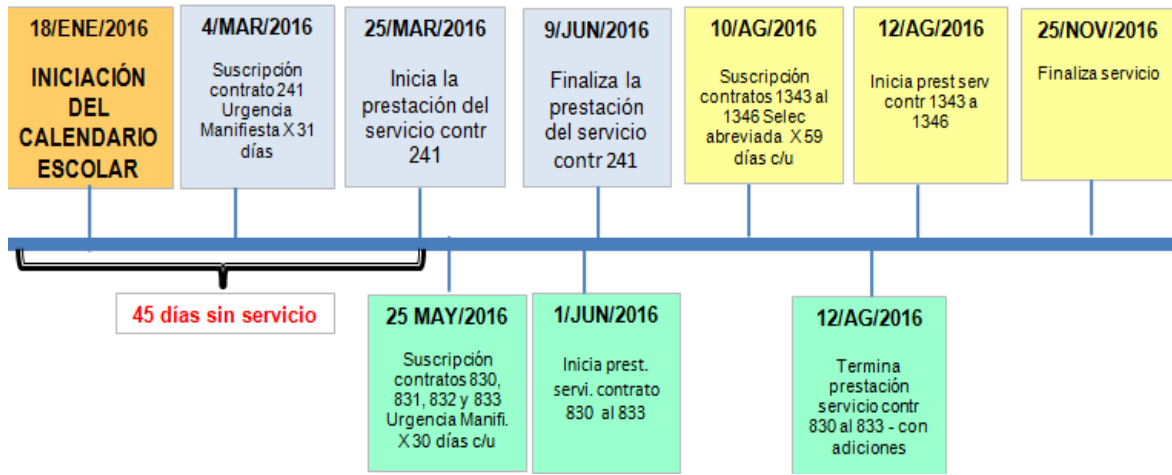 18/ENE/2016
INICIACIÓN
DEL
CALENDARIO
ESCOLAR
4/MAR/2016
Suscripción
contrato 241
Urgencia
Manifiesta X 31
días
25/MAR/2016
Inicia la
prestación del
servicio contr
241
9/JUN/2016
Finaliza la
prestación
del servicio
contr 241
10/AG/2016
Suscripción
contratos 1343 al
1346 Selec
abreviada X 59
días c/u
12/AG/2016
Inicia prest serv
contr 1343 a
1346
25/NOV/2016
Finaliza servicio
45 días sin servicio
25 MAY/2016
Suscripción
contratos 830,
831, 832 y 833
Urgencia Manifi.
X 30 días c/u
1/JUN/2016
Inicia prest.
servi. contrato
830 al 833
12/AG/2016
Termina
prestación
servicio contr
830 al 833 - con
adiciones